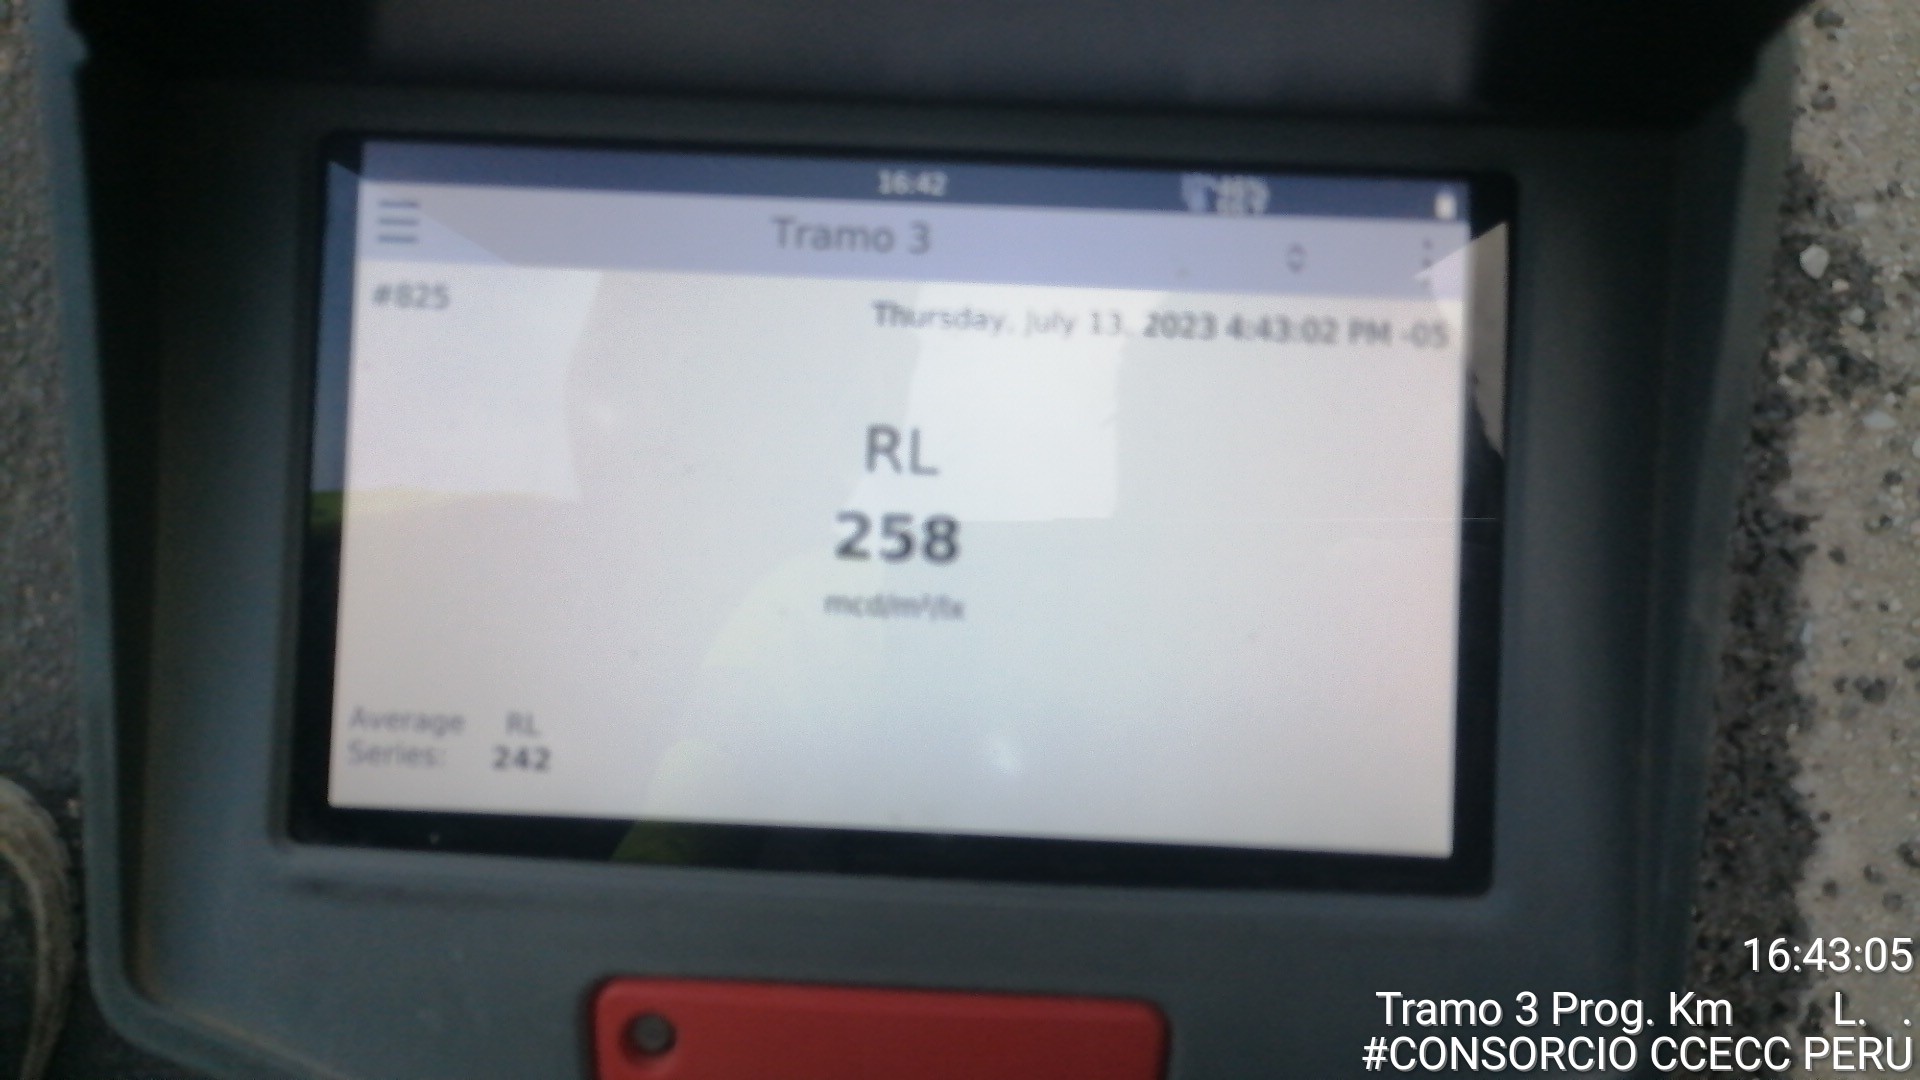 16:42
Tramo 3
#825
Thursday, July 13, 2023 4:43:02 PM -05
RL
258
mcd/m²/lx
Average RL
Series: 242
16:43:05
Tramo 3 Prog. Km L. .
#CONSORCIO CCECC PERU